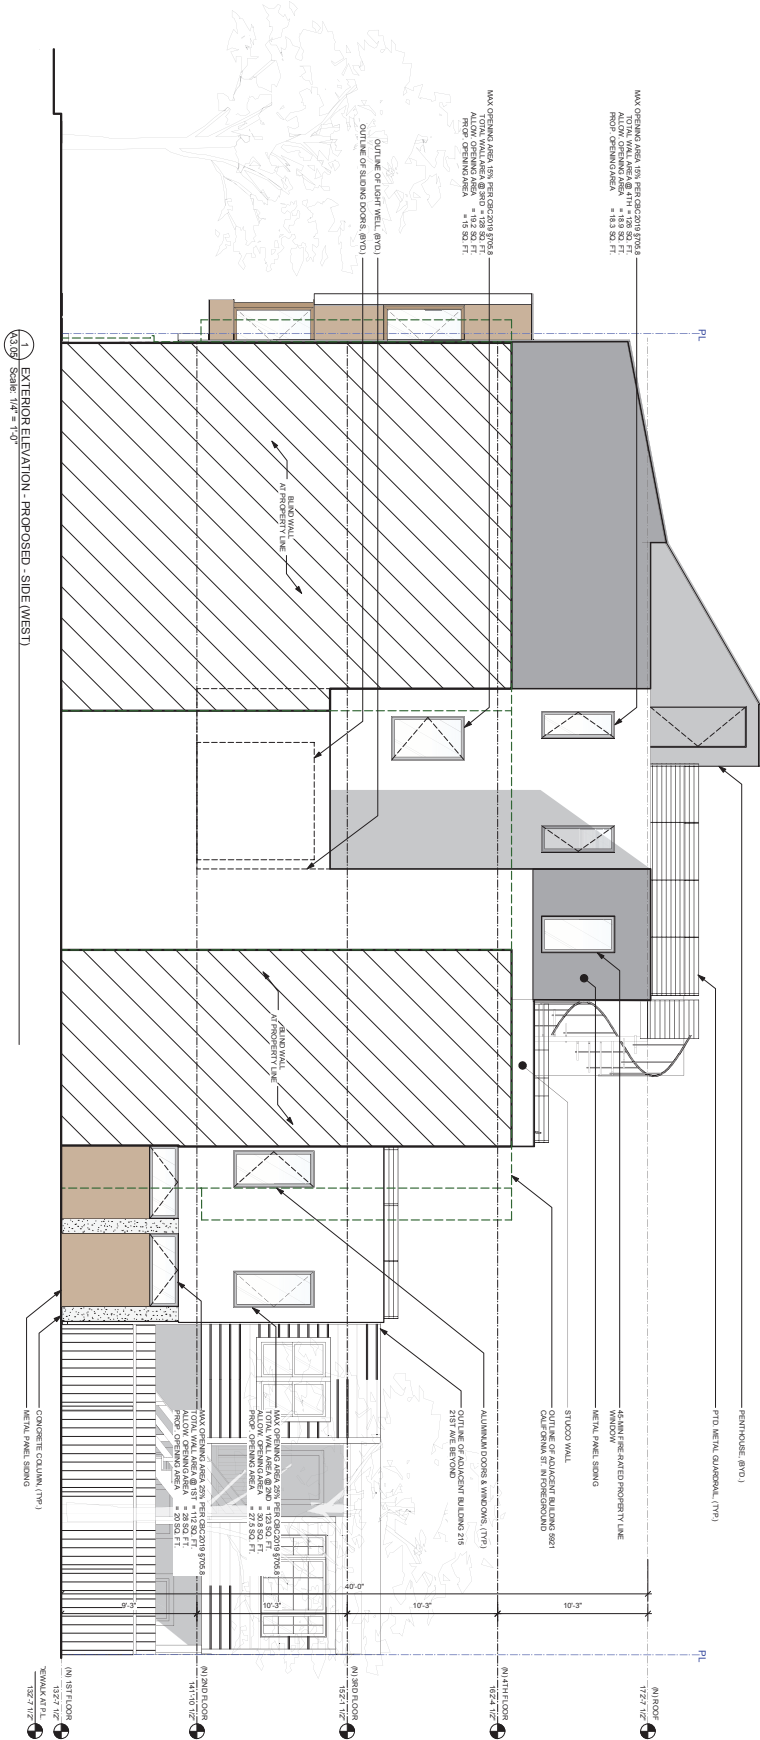 MAX OPENING AREA 15% PER CBC2019 §705.8
TOTAL WALL AREA @ 4TH = 126 SQ. FT.
ALLOW. OPENING AREA = 18.9 SQ. FT.
PROP. OPENING AREA = 18.3 SQ. FT.
MAX OPENING AREA 15% PER CBC2019 §705.8
TOTAL WALL AREA @ 3RD = 128 SQ. FT.
ALLOW. OPENING AREA = 19.2 SQ. FT.
PROP. OPENING AREA = 15 SQ. FT.
OUTLINE OF LIGHT WELL, (BYD.)
OUTLINE OF SLIDING DOORS, (BYD.)
PL
BLIND WALL
AT PROPERTY LINE
BLIND WALL
AT PROPERTY LINE
PENTHOUSE, (BYD.)
PTD. METAL GUARDRAIL, (TYP.)
45-MIN FIRE-RATED PROPERTY LINE
WINDOW
METAL PANEL SIDING
STUCCO WALL
OUTLINE OF ADJACENT BUILDING 5921
CALIFORNIA ST. IN FOREGROUND
ALUMINUM DOORS & WINDOWS, (TYP.)
OUTLINE OF ADJACENT BUILDING 215
21ST AVE. BEYOND
MAX OPENING AREA 25% PER CBC2019 §705.8
TOTAL WALL AREA @ 2ND = 123 SQ. FT.
ALLOW. OPENING AREA = 30.8 SQ. FT.
PROP. OPENING AREA = 27.5 SQ. FT.
MAX OPENING AREA 25% PER CBC2019 §705.8
TOTAL WALL AREA @ 1ST = 112 SQ. FT.
ALLOW. OPENING AREA = 28 SQ. FT.
PROP. OPENING AREA = 20 SQ. FT.
CONCRETE COLUMN, (TYP.)
METAL PANEL SIDING
40'-0"
10'-3"
10'-3"
10'-3"
9'-3"
PL
(N) ROOF
172'-7 1/2"
(N) 4TH FLOOR
162'-4 1/2"
(N) 3RD FLOOR
152'-1 1/2"
(N) 2ND FLOOR
141'-10 1/2"
(N) 1ST FLOOR
132'-7 1/2"
DEWALK AT P.L.
132'-7 1/2"
1
A3.05
EXTERIOR ELEVATION - PROPOSED - SIDE (WEST)
Scale: 1/4" = 1'-0"